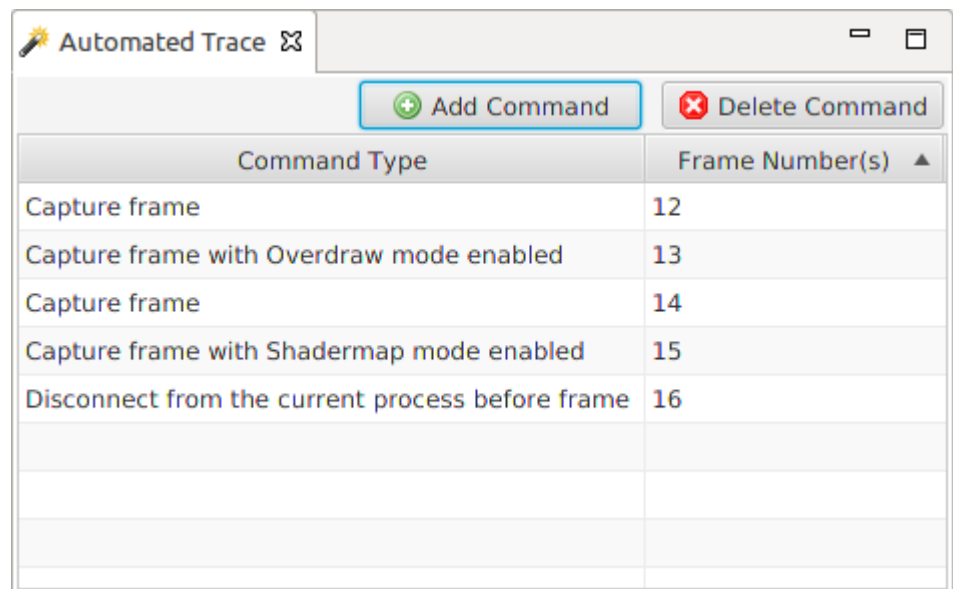 Automated Trace
Add Command Delete Command
Command Type Frame Number(s)
Capture frame 12
Capture frame with Overdraw mode enabled 13
Capture frame 14
Capture frame with Shadermap mode enabled 15
Disconnect from the current process before frame 16